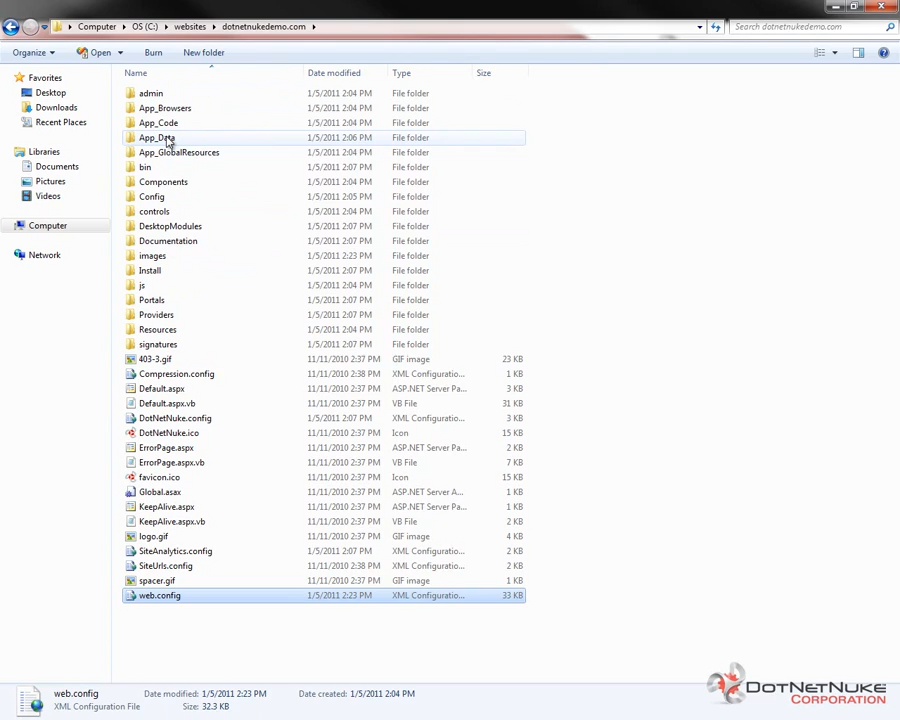 Computer OS (C:) websites dotnetnukedemo.com Search dotnetnukedemo.com
Organize Open Burn New folder
Name Date modified Type Size
Favorites
Desktop
Downloads
Recent Places
Libraries
Documents
Pictures
Videos
Computer
Network
admin 1/5/2011 2:04 PM File folder
App_Browsers 1/5/2011 2:04 PM File folder
App_Code 1/5/2011 2:04 PM File folder
App_Data 1/5/2011 2:06 PM File folder
App_GlobalResources 1/5/2011 2:04 PM File folder
bin 1/5/2011 2:07 PM File folder
Components 1/5/2011 2:04 PM File folder
Config 1/5/2011 2:05 PM File folder
controls 1/5/2011 2:04 PM File folder
DesktopModules 1/5/2011 2:07 PM File folder
Documentation 1/5/2011 2:04 PM File folder
images 1/5/2011 2:23 PM File folder
Install 1/5/2011 2:07 PM File folder
js 1/5/2011 2:04 PM File folder
Portals 1/5/2011 2:07 PM File folder
Providers 1/5/2011 2:07 PM File folder
Resources 1/5/2011 2:04 PM File folder
signatures 1/5/2011 2:07 PM File folder
403-3.gif 11/11/2010 2:37 PM GIF image 23 KB
Compression.config 11/11/2010 2:38 PM XML Configuratio... 1 KB
Default.aspx 11/11/2010 2:37 PM ASP.NET Server Pa... 3 KB
Default.aspx.vb 11/11/2010 2:37 PM VB File 31 KB
DotNetNuke.config 1/5/2011 2:07 PM XML Configuratio... 3 KB
DotNetNuke.ico 11/11/2010 2:37 PM Icon 15 KB
ErrorPage.aspx 11/11/2010 2:37 PM ASP.NET Server Pa... 2 KB
ErrorPage.aspx.vb 11/11/2010 2:37 PM VB File 7 KB
favicon.ico 11/11/2010 2:37 PM Icon 15 KB
Global.asax 11/11/2010 2:37 PM ASP.NET Server A... 1 KB
KeepAlive.aspx 11/11/2010 2:37 PM ASP.NET Server Pa... 1 KB
KeepAlive.aspx.vb 11/11/2010 2:37 PM VB File 2 KB
logo.gif 11/11/2010 2:37 PM GIF image 4 KB
SiteAnalytics.config 1/5/2011 2:07 PM XML Configuratio... 2 KB
SiteUrls.config 11/11/2010 2:38 PM XML Configuratio... 2 KB
spacer.gif 11/11/2010 2:37 PM GIF image 1 KB
web.config 1/5/2011 2:23 PM XML Configuratio... 33 KB
web.config Date modified: 1/5/2011 2:23 PM Date created: 1/5/2011 2:04 PM
XML Configuration File Size: 32.3 KB
DOTNETNUKE
CORPORATION